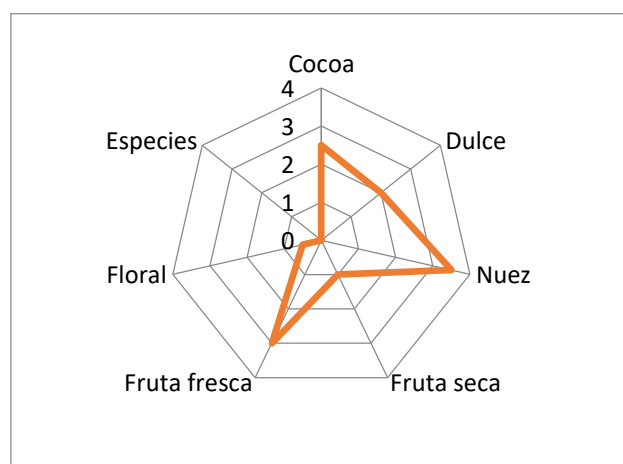 Cocoa
4
3
Especies
Dulce
2
1
0
Floral
Nuez
Fruta fresca
Fruta seca